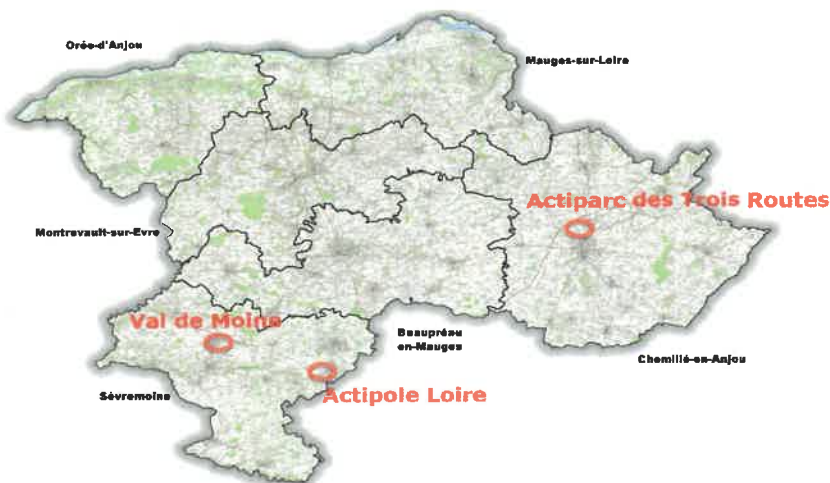 Orée-d'Anjou
Mauges-sur-Loire
Actiparc des Trois Routes
Montrevault-sur-Evre
Val de Moine
Beaupréau
en-Mauges
Chemillé-en-Anjou
Sèvremoine
Actipole Loire